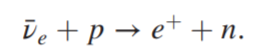 ν̄ₑ + p → e⁺ + n.